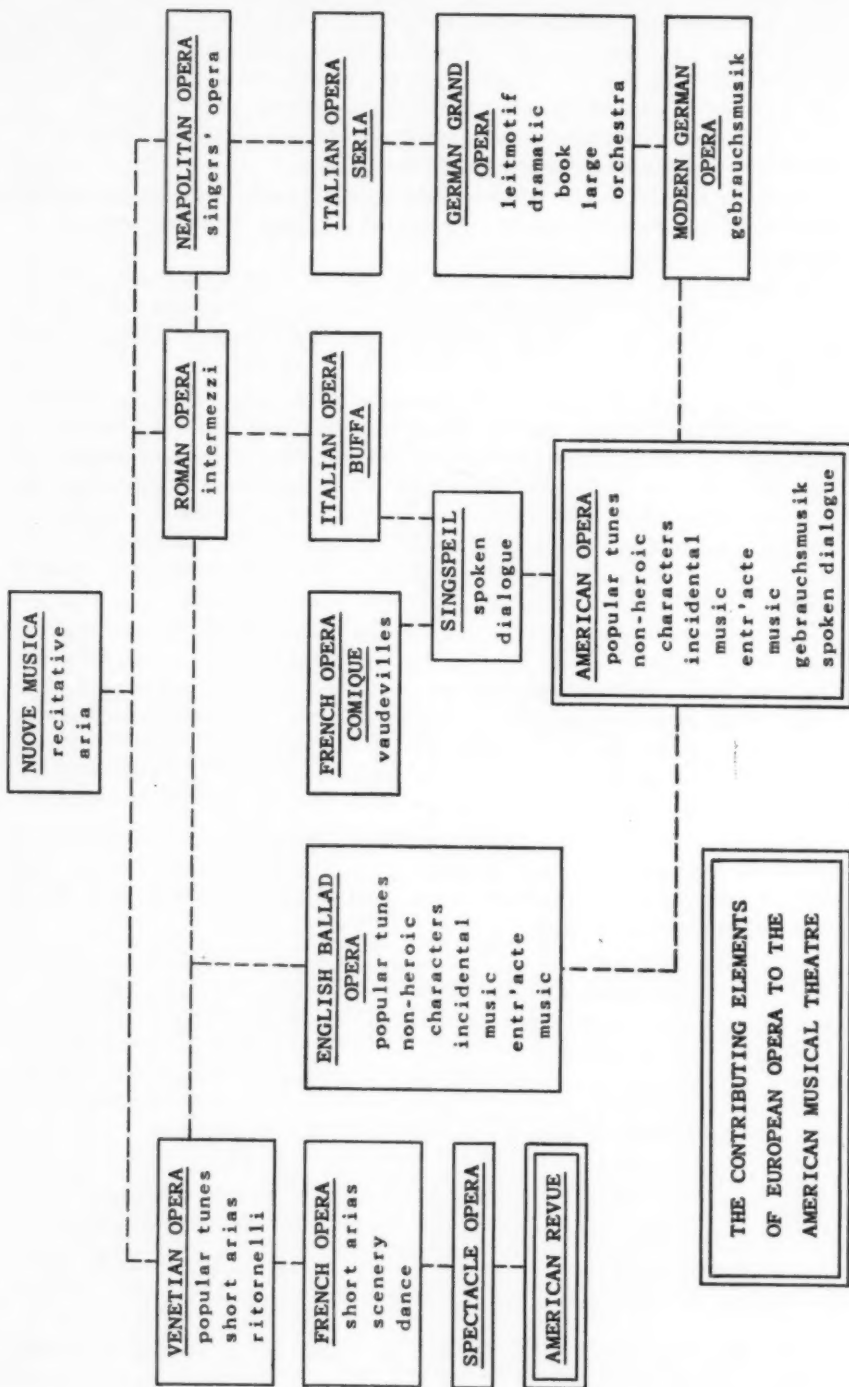 NUOVE MUSICA
recitative
aria
VENETIAN OPERA
popular tunes
short arias
ritornelli
ROMAN OPERA
intermezzi
NEAPOLITAN OPERA
singers' opera
FRENCH OPERA
short arias
scenery
dance
ENGLISH BALLAD
OPERA
popular tunes
non-heroic
characters
incidental
music
entr'acte
music
FRENCH OPERA
COMIQUE
vaudevilles
ITALIAN OPERA
BUFFA
ITALIAN OPERA
SERIA
SPECTACLE OPERA
SINGSPEIL
spoken
dialogue
GERMAN GRAND
OPERA
leitmotif
dramatic
book
large
orchestra
AMERICAN REVUE
AMERICAN OPERA
popular tunes
non-heroic
characters
incidental
music
entr'acte
music
gebrauchsmusik
spoken dialogue
MODERN GERMAN
OPERA
gebrauchsmusik
THE CONTRIBUTING ELEMENTS
OF EUROPEAN OPERA TO THE
AMERICAN MUSICAL THEATRE